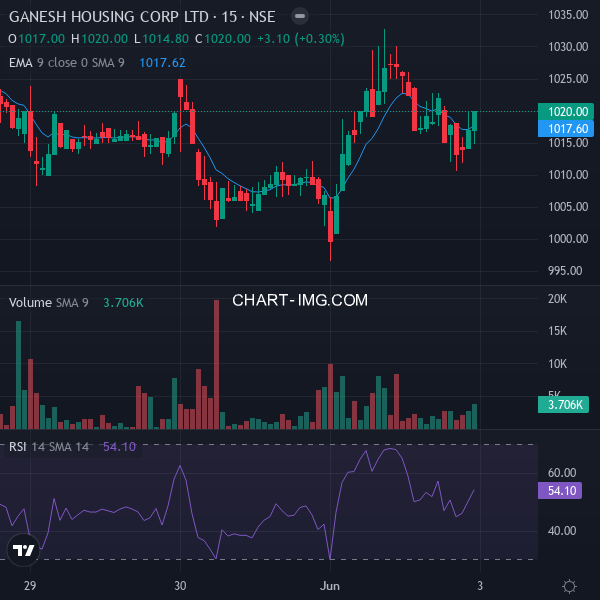 GANESH HOUSING CORP LTD · 15 · NSE
O1017.00 H1020.00 L1014.80 C1020.00 +3.10 (+0.30%)
EMA 9 close 0 SMA 9 1017.62
1035.00
1030.00
1025.00
1020.00
1017.60
1015.00
1010.00
1005.00
1000.00
995.00
Volume SMA 9 3.706K
CHART-IMG.COM
20K
15K
10K
5K
3.706K
RSI 14 SMA 14 54.10
60.00
54.10
40.00
29 30 Jun 3